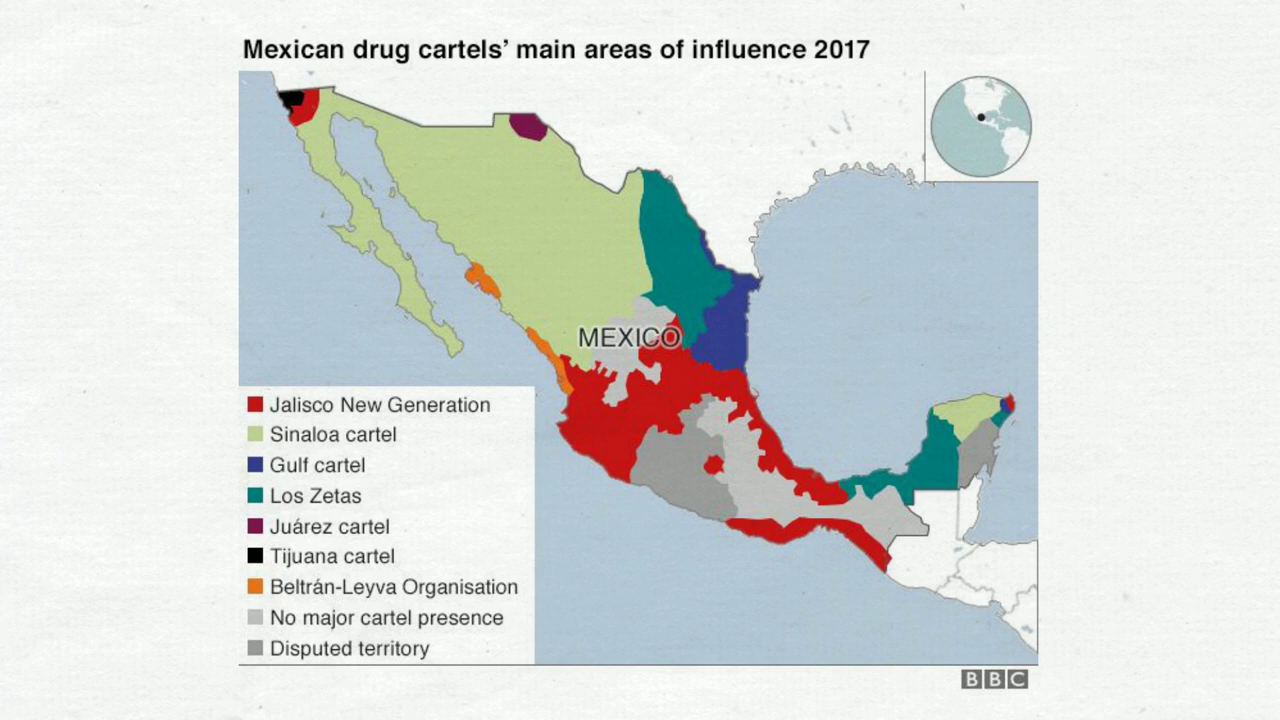 Mexican drug cartels’ main areas of influence 2017
MEXICO
Jalisco New Generation
Sinaloa cartel
Gulf cartel
Los Zetas
Juárez cartel
Tijuana cartel
Beltrán-Leyva Organisation
No major cartel presence
Disputed territory
BBC